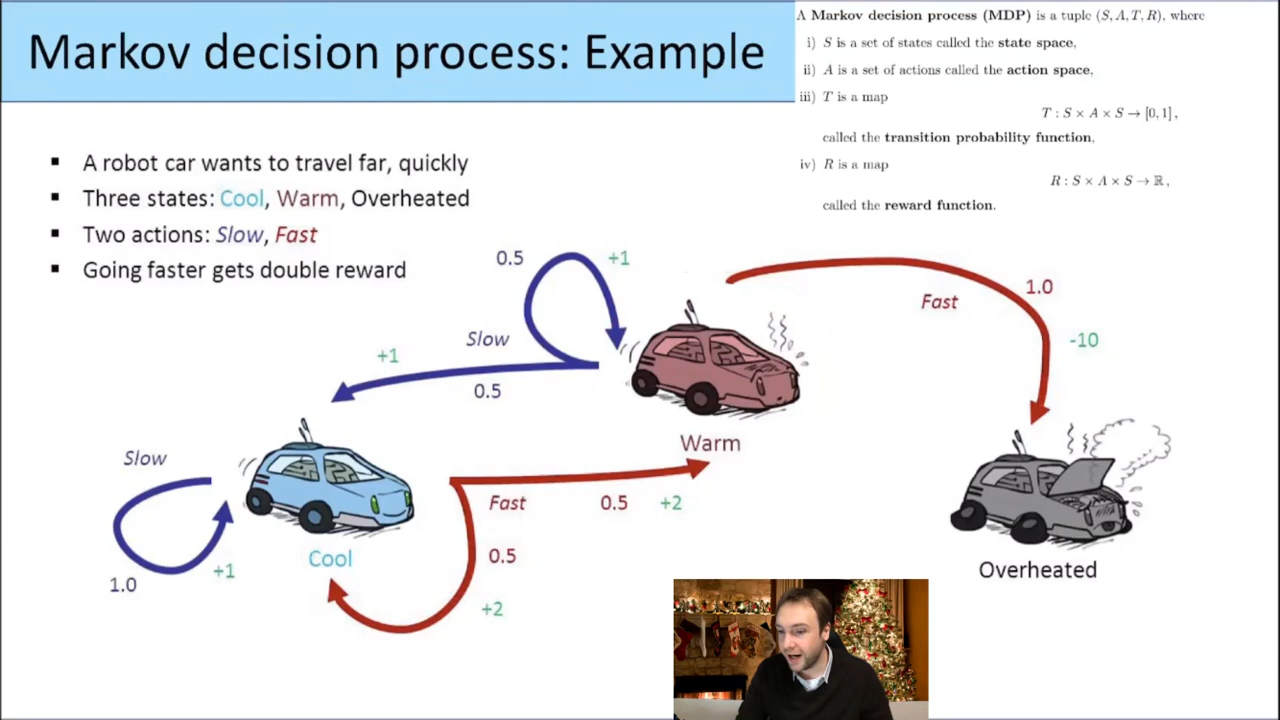 Markov decision process: Example
Λ Markov decision process (MDP) is a tuple (S, A, T, R), where
i) S is a set of states called the state space,
ii) A is a set of actions called the action space,
iii) T is a map
T : S × A × S → [0, 1] ,
called the transition probability function,
iv) R is a map
R : S × A × S → ℝ ,
called the reward function.
▪ A robot car wants to travel far, quickly
▪ Three states: Cool, Warm, Overheated
▪ Two actions: Slow, Fast
▪ Going faster gets double reward
0.5
+1
1.0
Fast
-10
Slow
+1
0.5
Warm
Slow
Fast
0.5
+2
0.5
Cool
+1
1.0
+2
Overheated